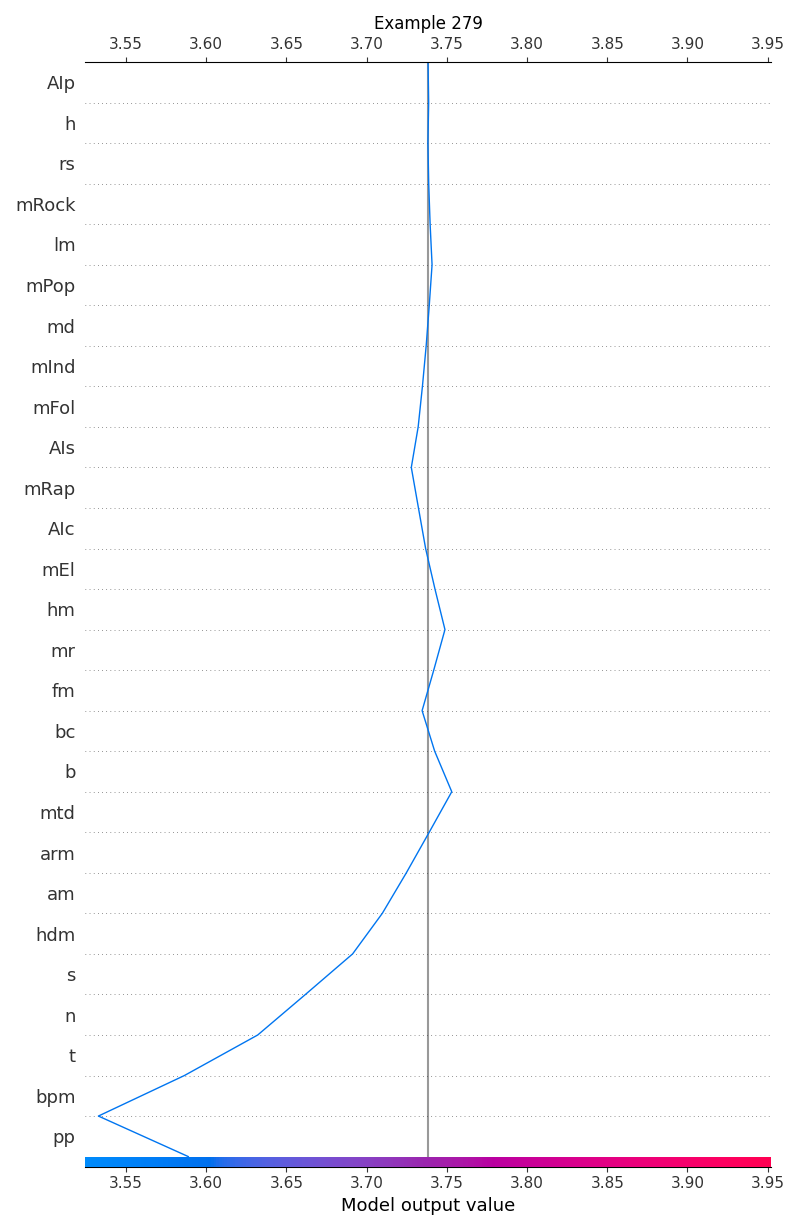 Example 279
3.55 3.60 3.65 3.70 3.75 3.80 3.85 3.90 3.95
AIp
h
rs
mRock
lm
mPop
md
mInd
mFol
AIs
mRap
AIc
mEl
hm
mr
fm
bc
b
mtd
arm
am
hdm
s
n
t
bpm
pp
3.55 3.60 3.65 3.70 3.75 3.80 3.85 3.90 3.95
Model output value